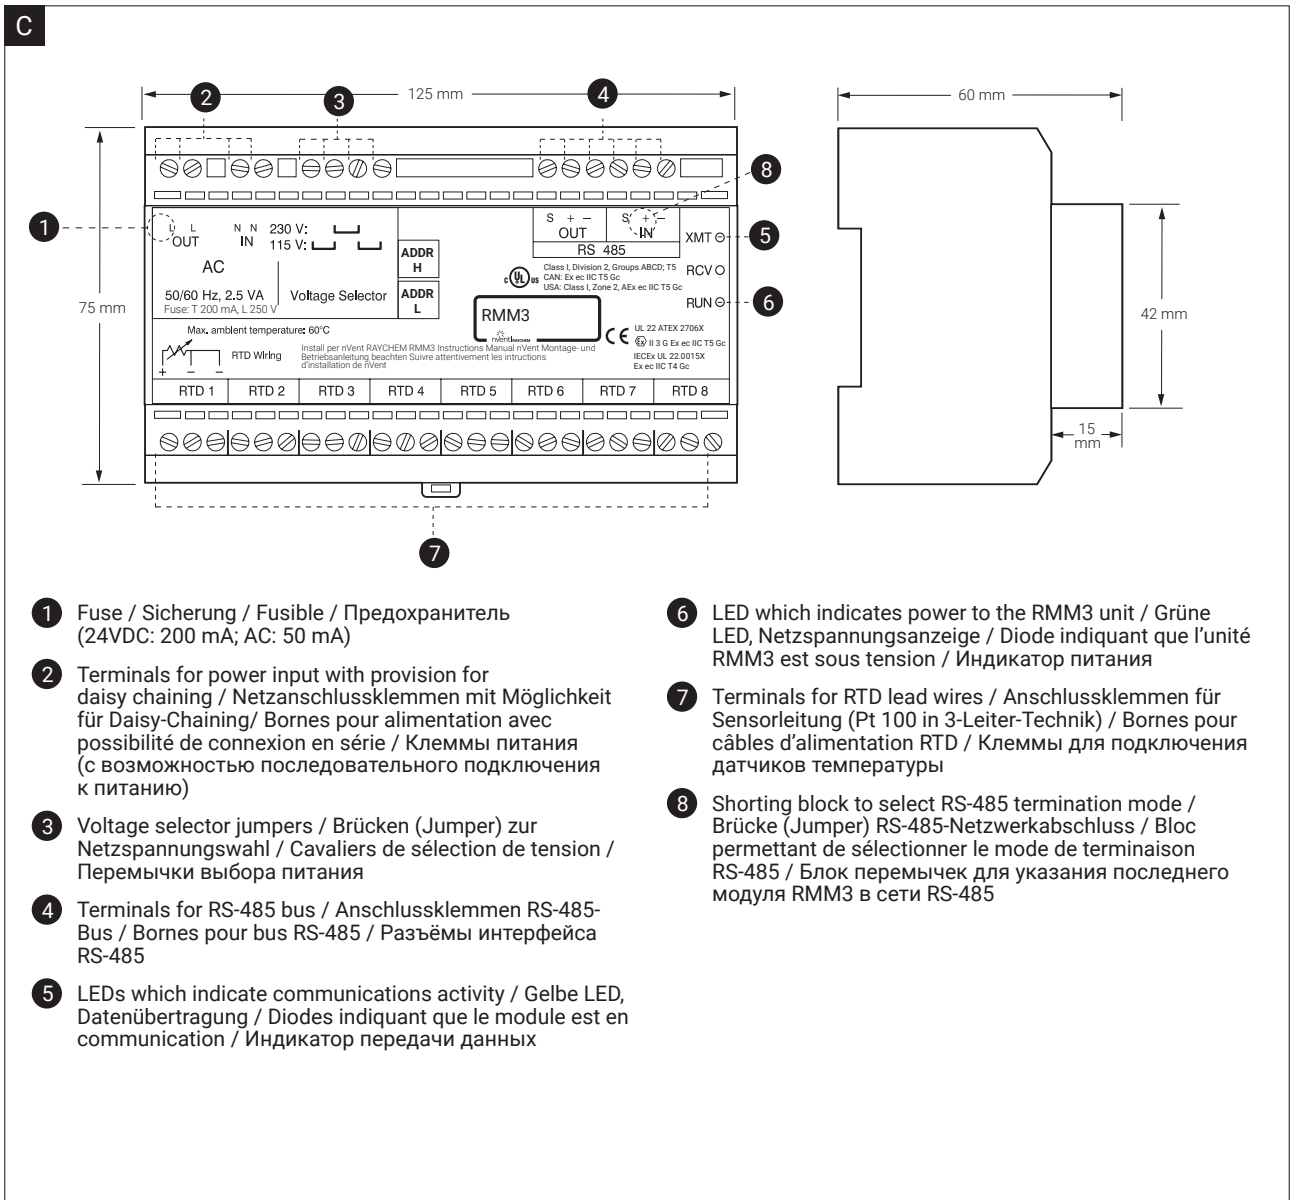 C
2
125 mm
3
4
60 mm
8
1
L L
OUT
N N
IN
230 V:
115 V:
AC
50/60 Hz, 2.5 VA
Fuse: T 200 mA, L 250 V
Voltage Selector
ADDR
H
ADDR
L
S + −
OUT
S + −
IN
RS 485
XMT
5
RCV
RUN
6
c UL us
Class I, Division 2, Groups ABCD; T5
CAN: Ex ec IIC T5 Gc
USA: Class I, Zone 2, AEx ec IIC T5 Gc
RMM3
nVent RAYCHEM
CE
UL 22 ATEX 2706X
Ex II 3 G Ex ec IIC T5 Gc
IECEx UL 22.0015X
Ex ec IIC T4 Gc
75 mm
42 mm
15
mm
Max. ambient temperature: 60°C
+ − −
RTD Wiring
Install per nVent RAYCHEM RMM3 Instructions Manual nVent Montage- und
Betriebsanleitung beachten Suivre attentivement les intructions
d'installation de nVent
RTD 1 RTD 2 RTD 3 RTD 4 RTD 5 RTD 6 RTD 7 RTD 8
7
1 Fuse / Sicherung / Fusible / Предохранитель
(24VDC: 200 mA; AC: 50 mA)
2 Terminals for power input with provision for
daisy chaining / Netzanschlussklemmen mit Möglichkeit
für Daisy-Chaining/ Bornes pour alimentation avec
possibilité de connexion en série / Клеммы питания
(с возможностью последовательного подключения
к питанию)
3 Voltage selector jumpers / Brücken (Jumper) zur
Netzspannungswahl / Cavaliers de sélection de tension /
Перемычки выбора питания
4 Terminals for RS-485 bus / Anschlussklemmen RS-485-
Bus / Bornes pour bus RS-485 / Разъёмы интерфейса
RS-485
5 LEDs which indicate communications activity / Gelbe LED,
Datenübertragung / Diodes indiquant que le module est en
communication / Индикатор передачи данных
6 LED which indicates power to the RMM3 unit / Grüne
LED, Netzspannungsanzeige / Diode indiquant que l’unité
RMM3 est sous tension / Индикатор питания
7 Terminals for RTD lead wires / Anschlussklemmen für
Sensorleitung (Pt 100 in 3-Leiter-Technik) / Bornes pour
câbles d’alimentation RTD / Клеммы для подключения
датчиков температуры
8 Shorting block to select RS-485 termination mode /
Brücke (Jumper) RS-485-Netzwerkabschluss / Bloc
permettant de sélectionner le mode de terminaison
RS-485 / Блок перемычек для указания последнего
модуля RMM3 в сети RS-485